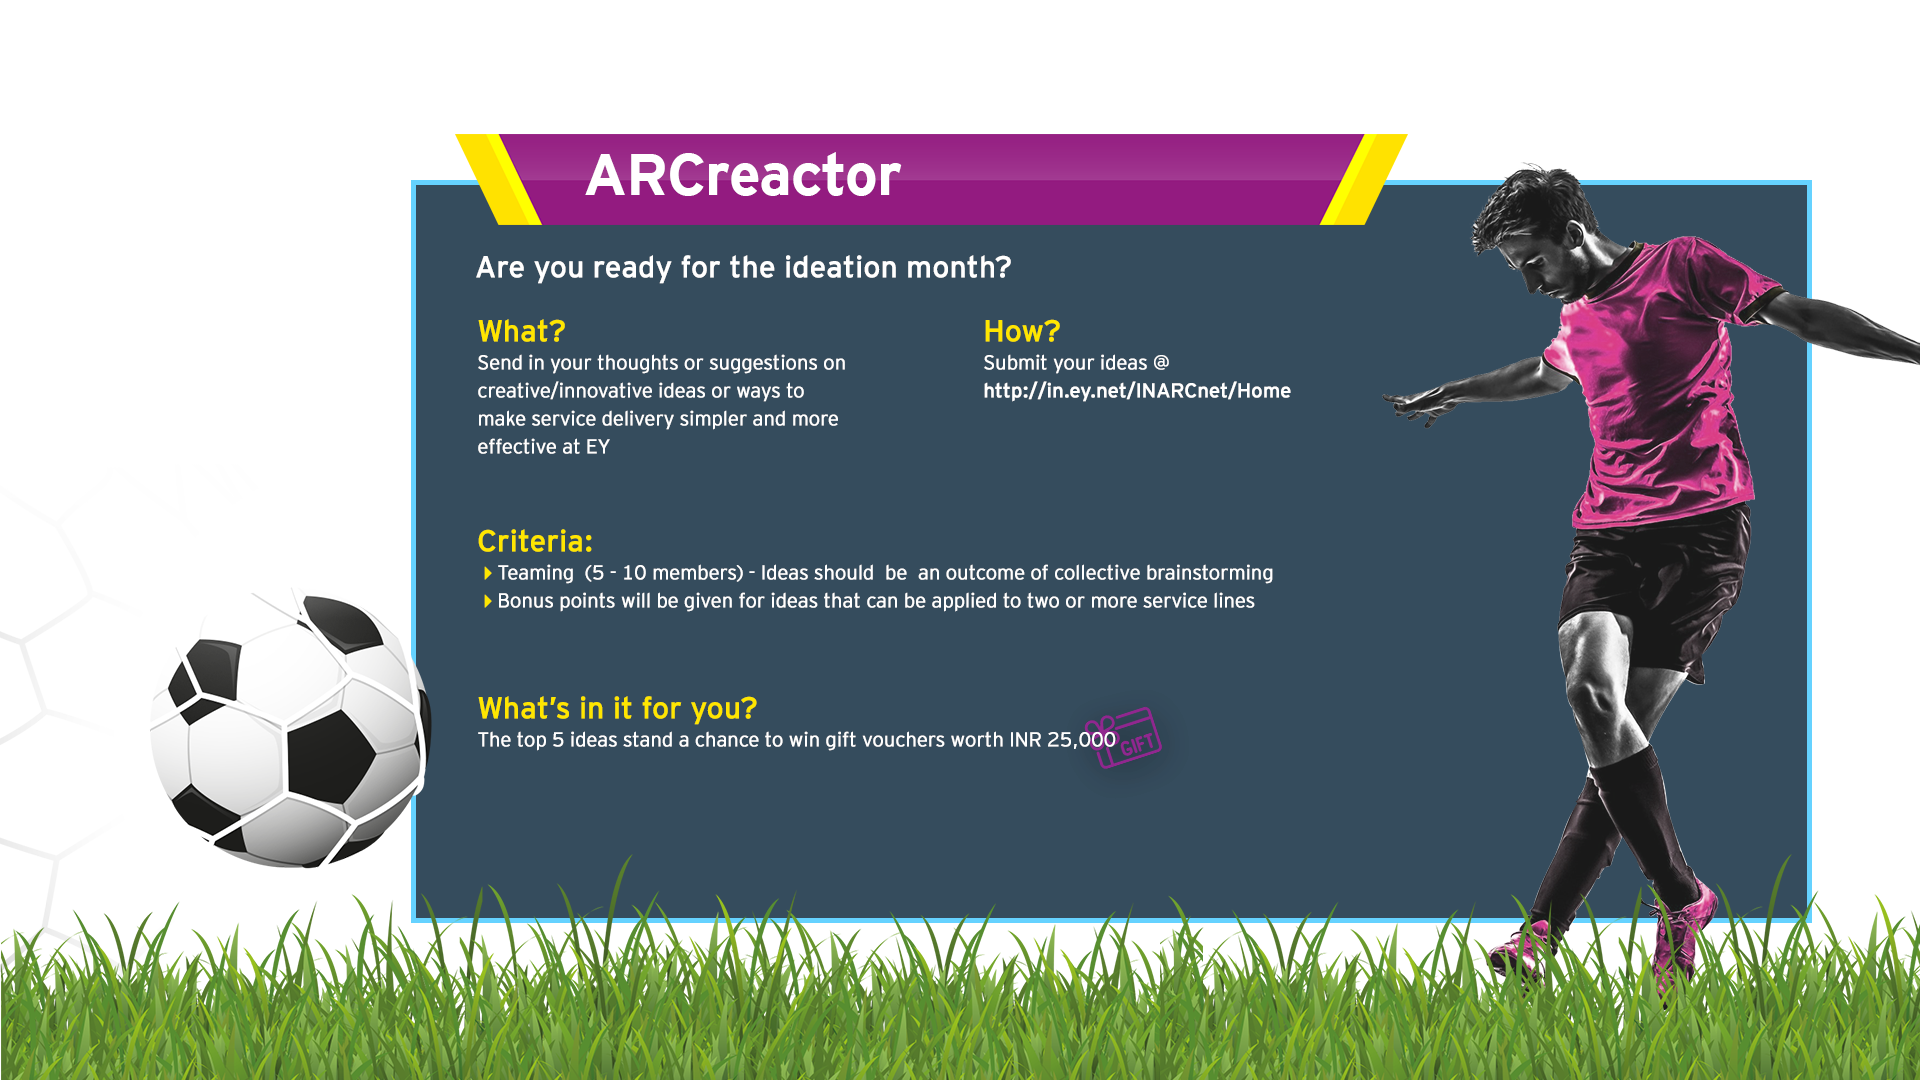 ARCreactor
Are you ready for the ideation month?
What?
Send in your thoughts or suggestions on
creative/innovative ideas or ways to
make service delivery simpler and more
effective at EY
How?
Submit your ideas @
http://in.ey.net/INARCnet/Home
Criteria:
Teaming  (5 - 10 members) - Ideas should  be  an outcome of collective brainstorming
Bonus points will be given for ideas that can be applied to two or more service lines
What’s in it for you?
The top 5 ideas stand a chance to win gift vouchers worth INR 25,000
GIFT